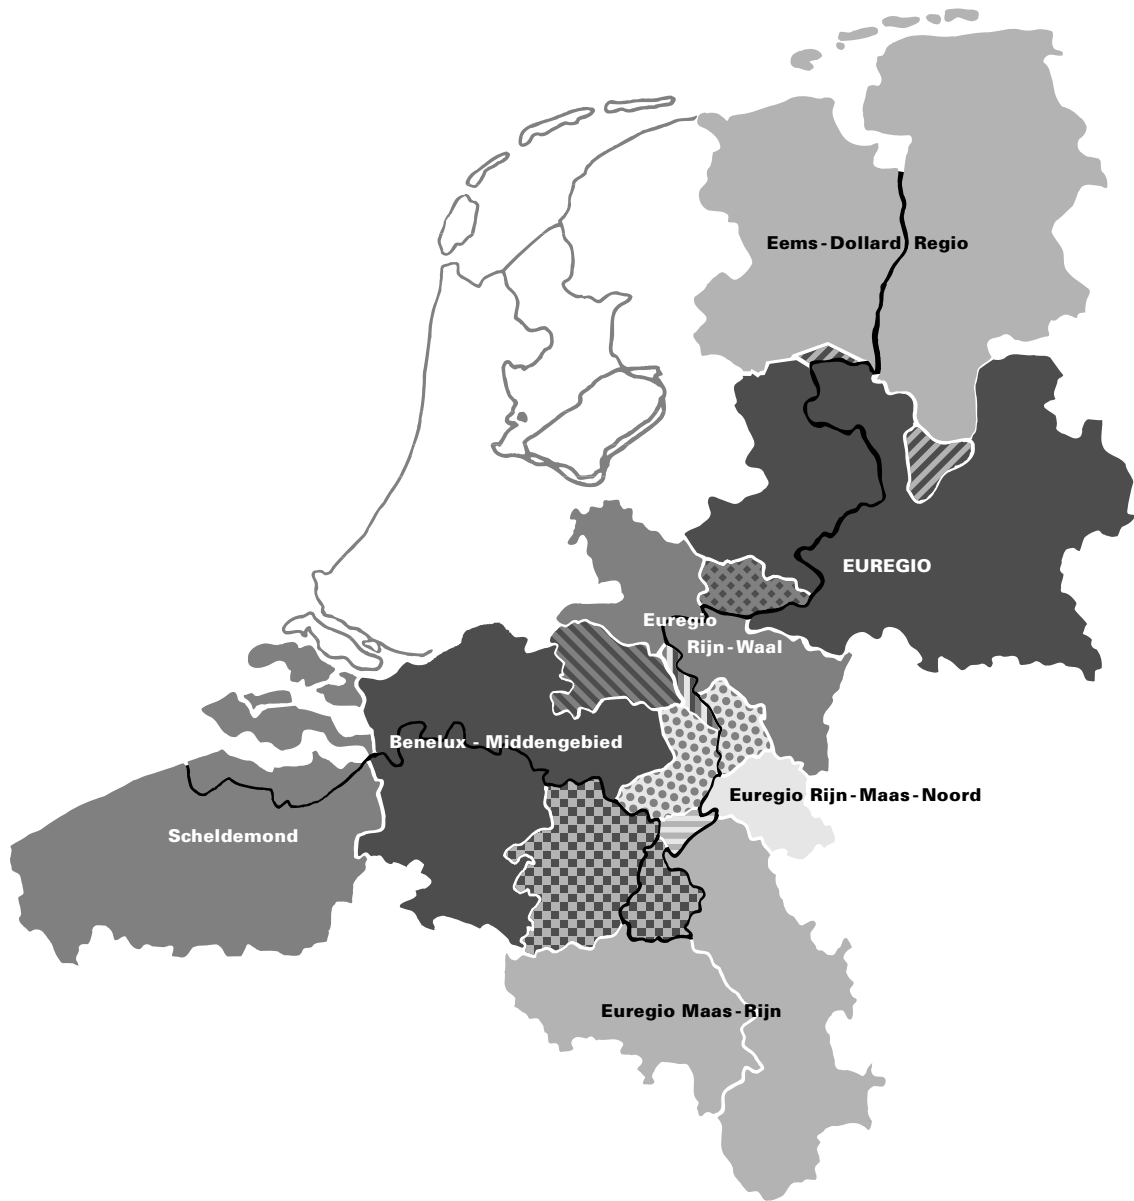 Eems-Dollard Regio
EUREGIO
Euregio
Rijn-Waal
Benelux - Middengebied
Euregio Rijn-Maas-Noord
Scheldemond
Euregio Maas-Rijn